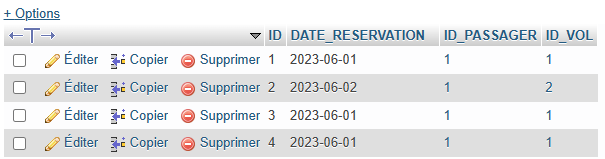 + Options
←T→ ID DATE_RESERVATION ID_PASSAGER ID_VOL
Éditer Copier Supprimer 1 2023-06-01 1 1
Éditer Copier Supprimer 2 2023-06-02 1 2
Éditer Copier Supprimer 3 2023-06-01 1 1
Éditer Copier Supprimer 4 2023-06-01 1 1